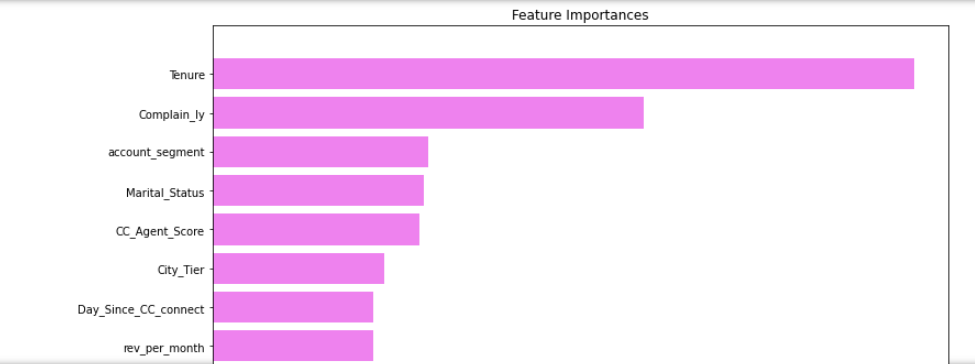 Feature Importances
Tenure
Complain_ly
account_segment
Marital_Status
CC_Agent_Score
City_Tier
Day_Since_CC_connect
rev_per_month